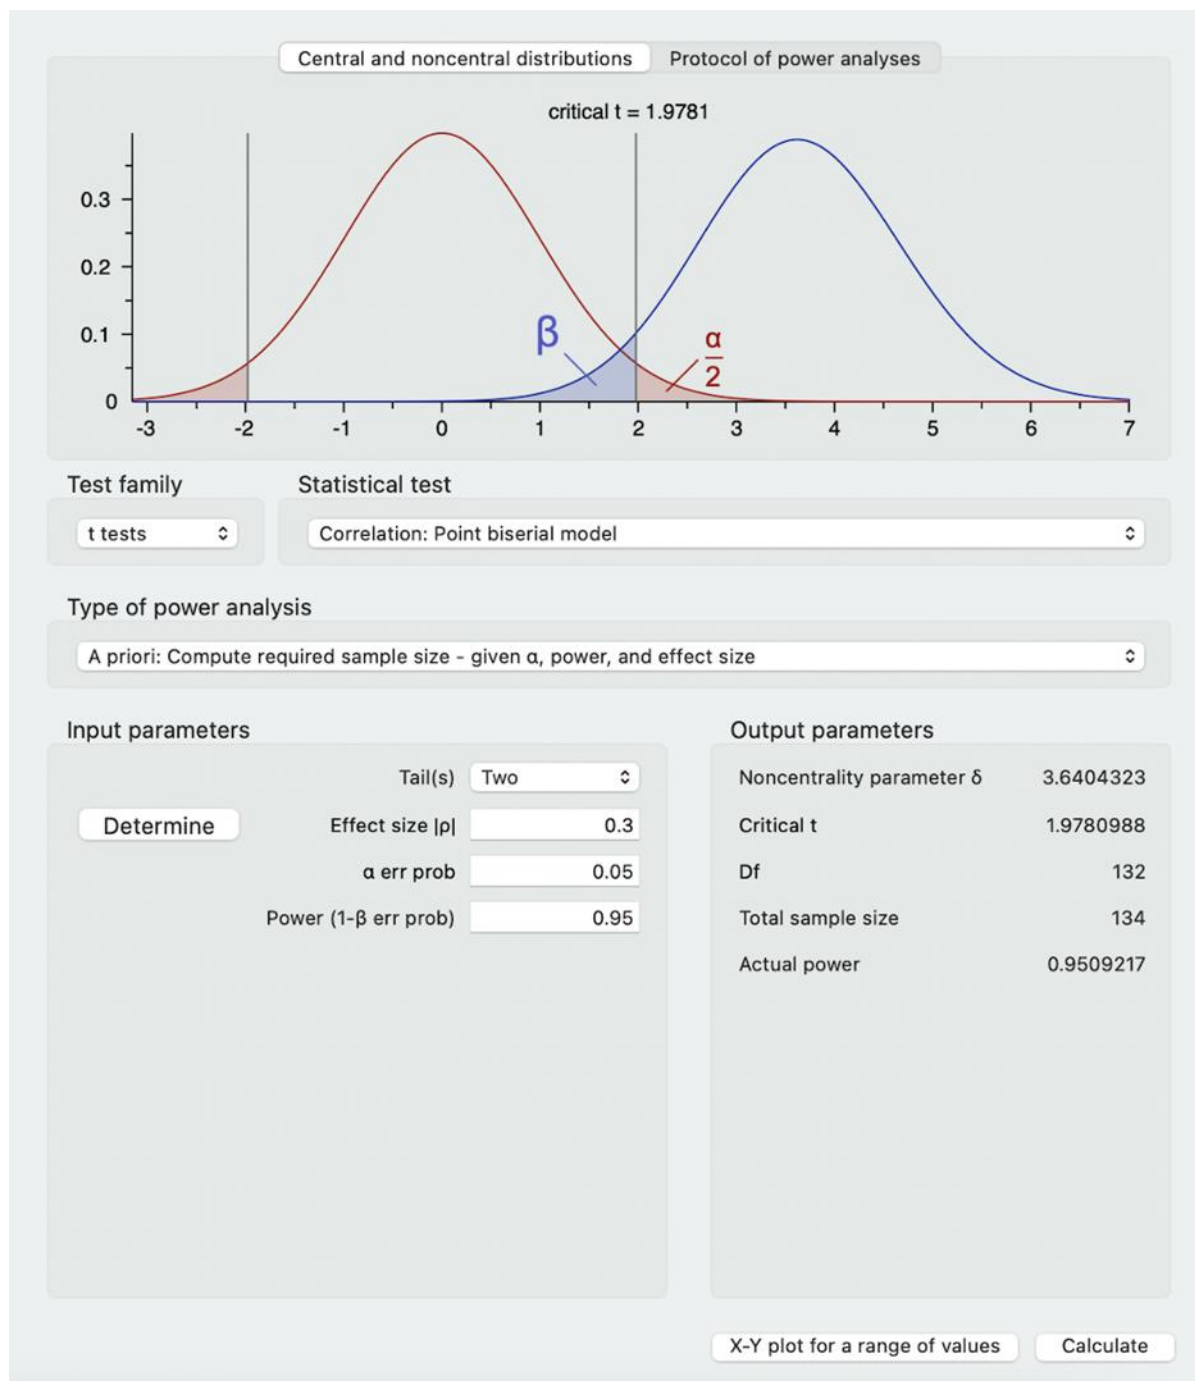 Central and noncentral distributions Protocol of power analyses
critical t = 1.9781
0.3
0.2
0.1
0
β
α
2
-3 -2 -1 0 1 2 3 4 5 6 7
Test family Statistical test
t tests Correlation: Point biserial model
Type of power analysis
A priori: Compute required sample size - given α, power, and effect size
Input parameters Output parameters
Tail(s) Two Noncentrality parameter δ 3.6404323
Determine Effect size |ρ| 0.3 Critical t 1.9780988
α err prob 0.05 Df 132
Power (1-β err prob) 0.95 Total sample size 134
Actual power 0.9509217
X-Y plot for a range of values Calculate